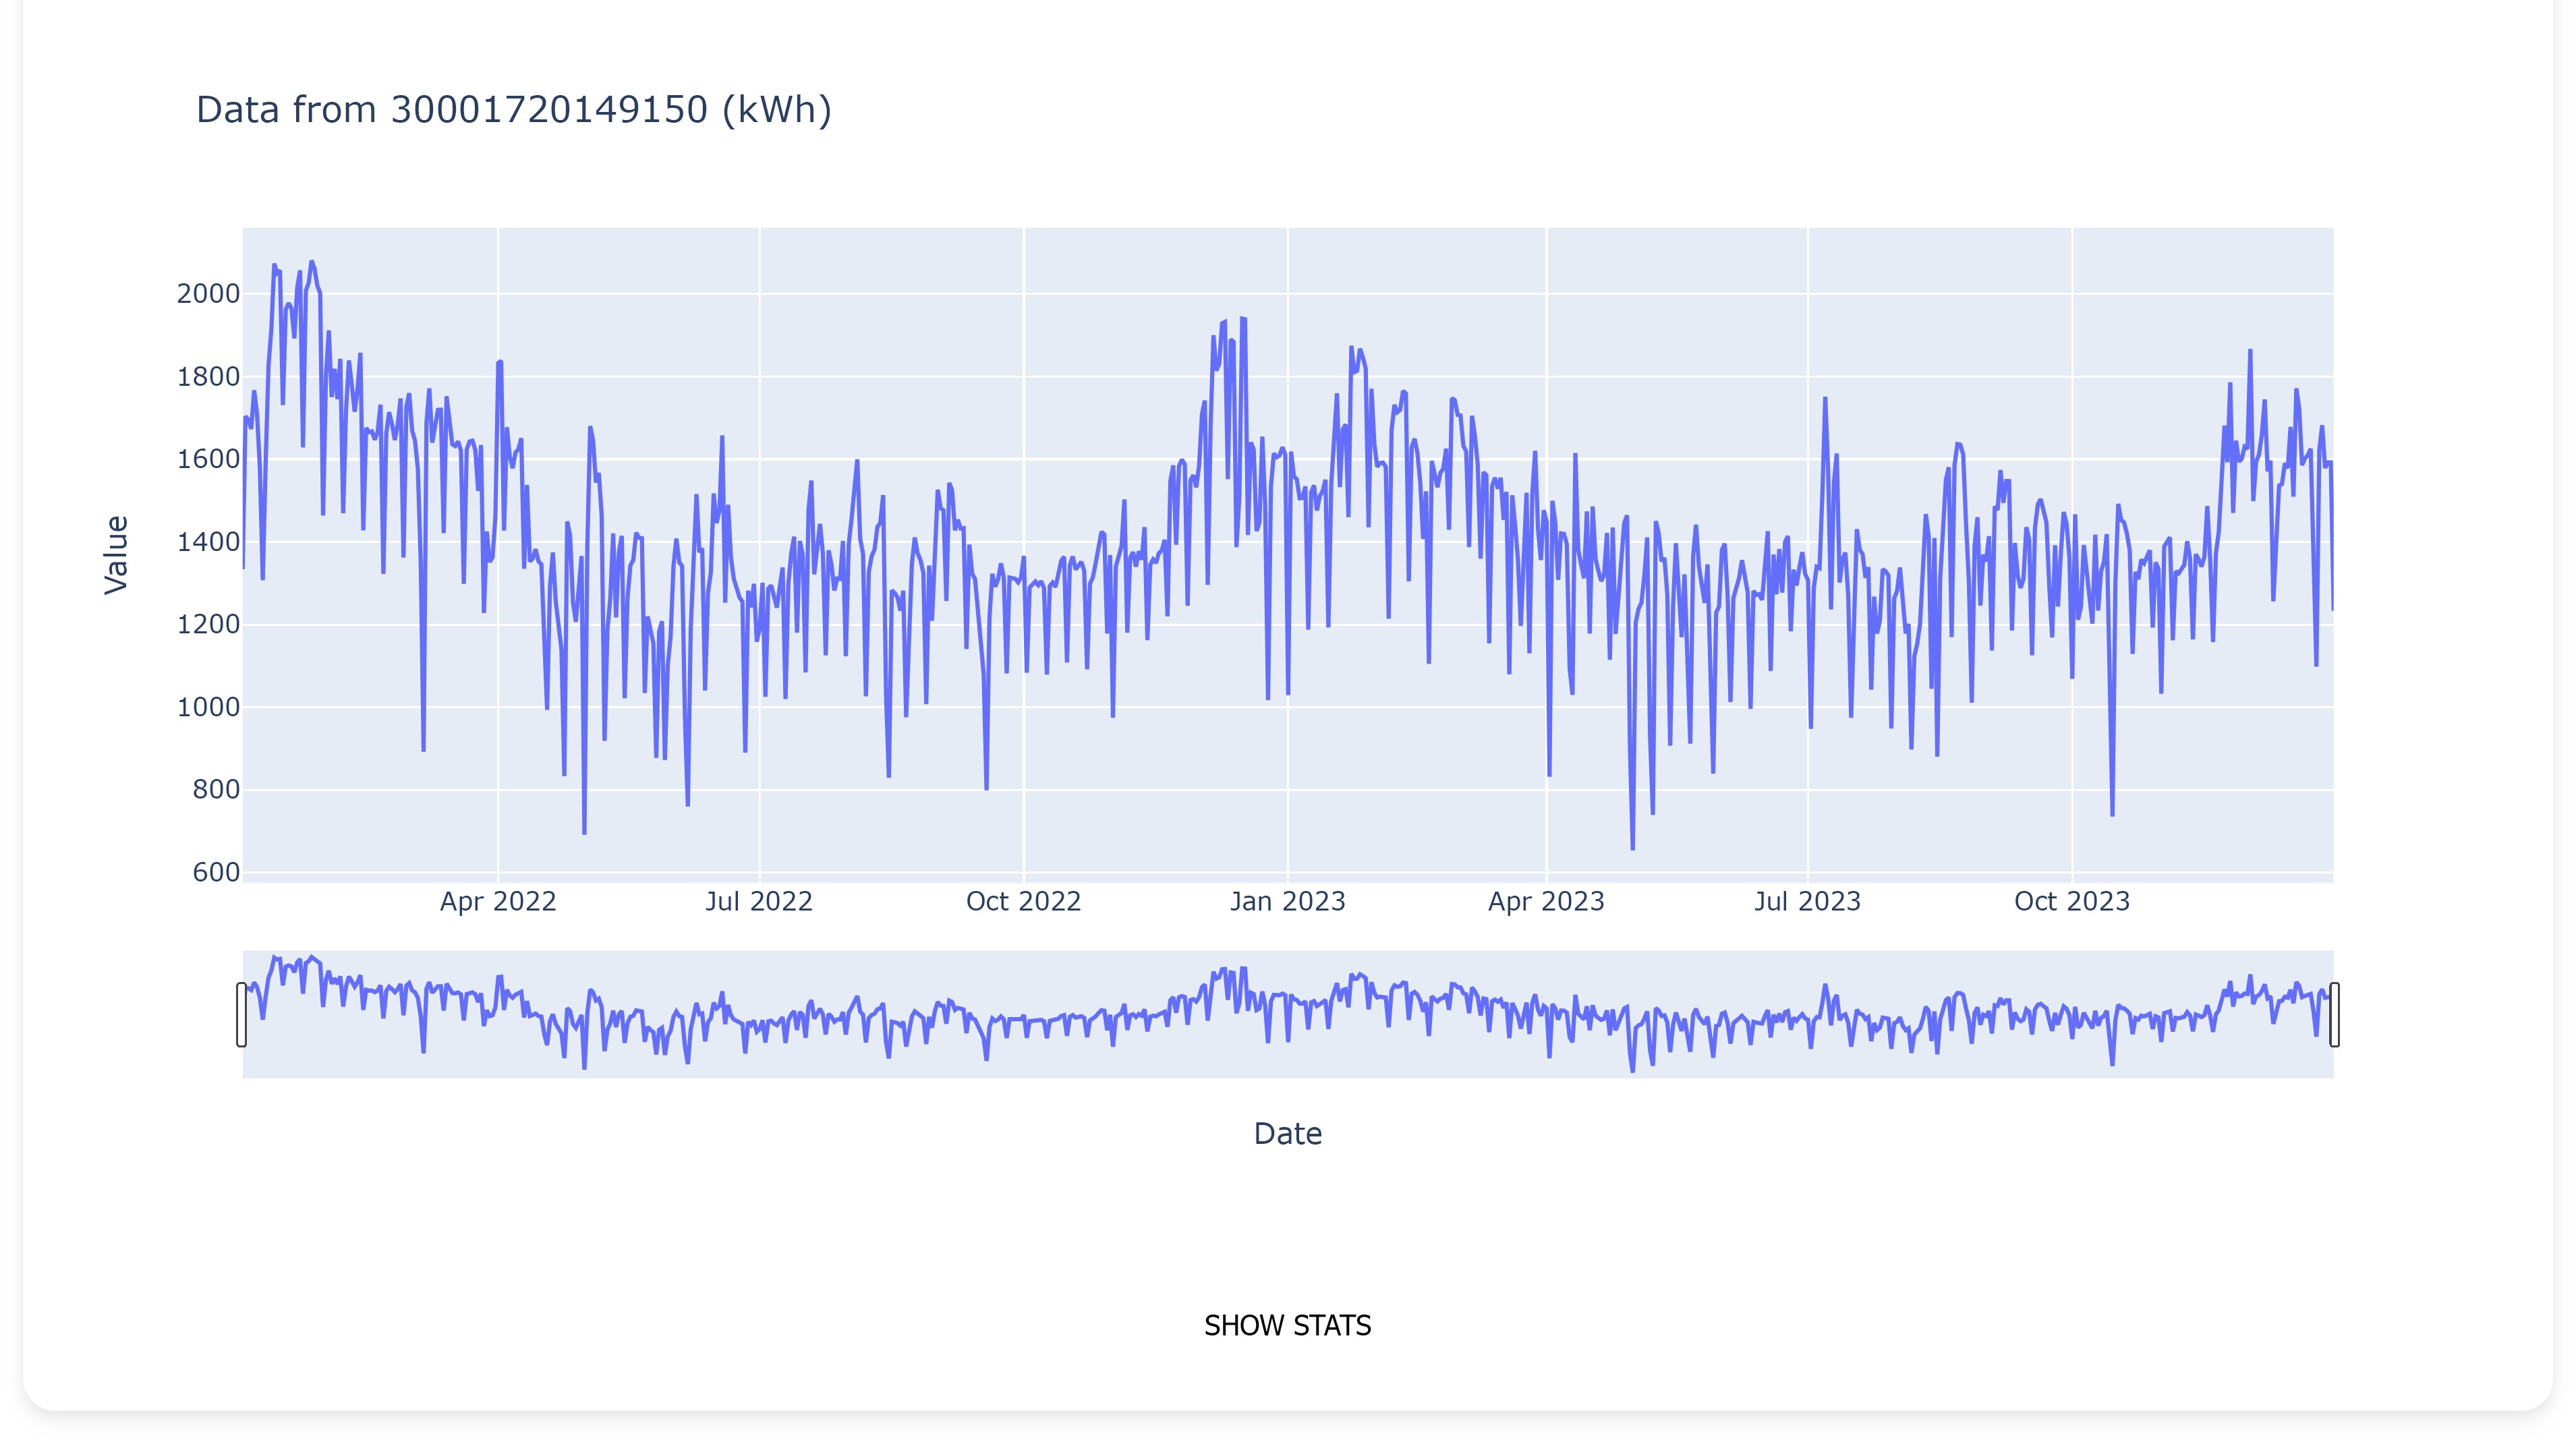 Data from 30001720149150 (kWh)
Value
2000
1800
1600
1400
1200
1000
800
600
Apr 2022
Jul 2022
Oct 2022
Jan 2023
Apr 2023
Jul 2023
Oct 2023
Date
SHOW STATS